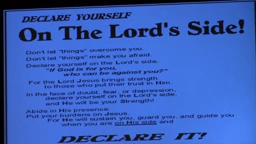 DECLARE YOURSELF
On The Lord's Side!
Don't let "things" overcome you.
Don't let "things" make you afraid.
Declare yourself on the Lord's side.
"If God is for you,
who can be against you?"
For the Lord Jesus brings strength
to those who put their trust in Him.
In the face of doubt, fear, or depression,
declare yourself on the Lord's side,
and He will be your Strength!
Abide in His presence.
Put your burdens on Jesus.
For He will sustain you, guard you, and guide you
when you are on His side and
DECLARE IT!